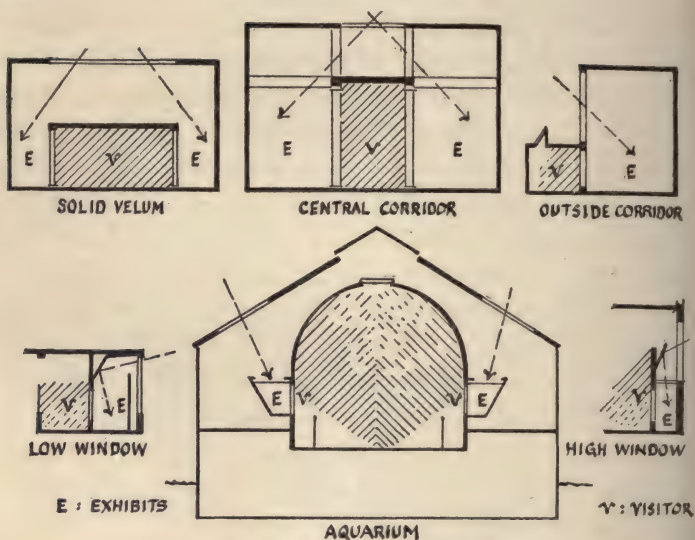 E V E
SOLID VELUM
E V E
CENTRAL CORRIDOR
V E
OUTSIDE CORRIDOR
V E
LOW WINDOW
E V V E
V E
HIGH WINDOW
E : EXHIBITS
V : VISITOR
AQUARIUM